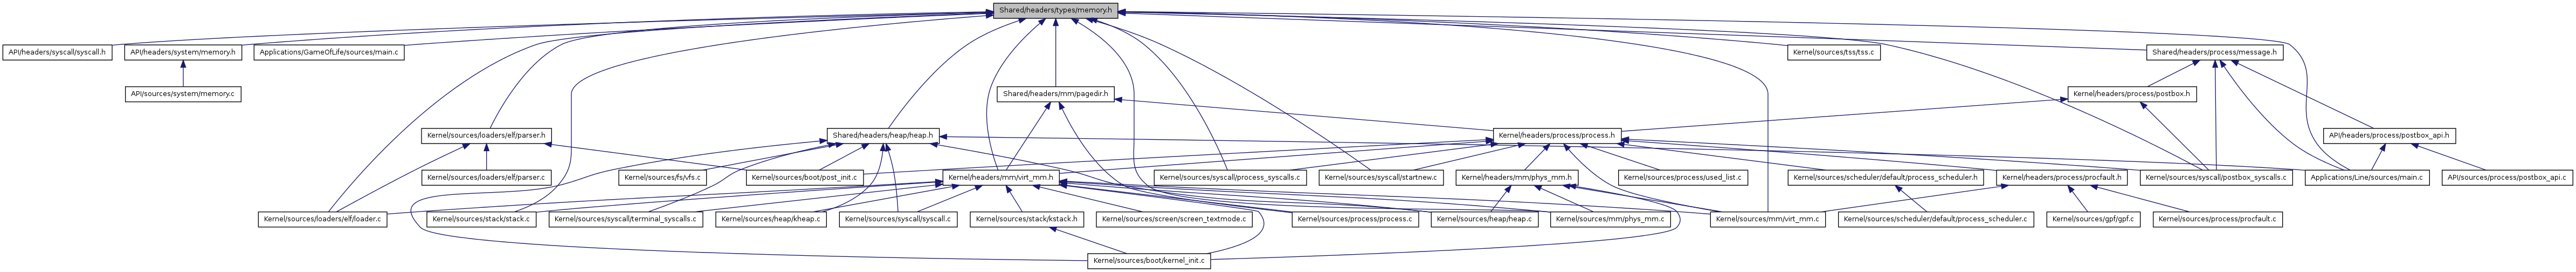 Shared/headers/types/memory.h
API/headers/syscall/syscall.h
API/headers/system/memory.h
Applications/GameOfLife/sources/main.c
Kernel/sources/tss/tss.c
Shared/headers/process/message.h
API/sources/system/memory.c
Shared/headers/mm/pagedir.h
Kernel/headers/process/postbox.h
Kernel/sources/loaders/elf/parser.h
Shared/headers/heap/heap.h
Kernel/headers/process/process.h
API/headers/process/postbox_api.h
Kernel/sources/loaders/elf/parser.c
Kernel/sources/fs/vfs.c
Kernel/sources/boot/post_init.c
Kernel/headers/mm/virt_mm.h
Kernel/sources/syscall/process_syscalls.c
Kernel/sources/syscall/startnew.c
Kernel/headers/mm/phys_mm.h
Kernel/sources/process/used_list.c
Kernel/sources/scheduler/default/process_scheduler.h
Kernel/headers/process/procfault.h
Kernel/sources/syscall/postbox_syscalls.c
Applications/Line/sources/main.c
API/sources/process/postbox_api.c
Kernel/sources/loaders/elf/loader.c
Kernel/sources/stack/stack.c
Kernel/sources/syscall/terminal_syscalls.c
Kernel/sources/heap/kheap.c
Kernel/sources/syscall/syscall.c
Kernel/sources/stack/kstack.h
Kernel/sources/screen/screen_textmode.c
Kernel/sources/process/process.c
Kernel/sources/heap/heap.c
Kernel/sources/mm/phys_mm.c
Kernel/sources/mm/virt_mm.c
Kernel/sources/scheduler/default/process_scheduler.c
Kernel/sources/gpf/gpf.c
Kernel/sources/process/procfault.c
Kernel/sources/boot/kernel_init.c